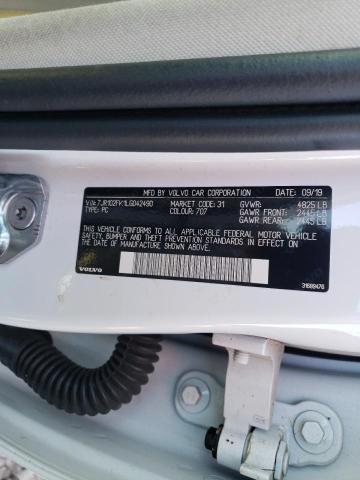 MFD BY VOLVO CAR CORPORATION DATE: 09/19
VIN: 7JR102FK1LG042490 MARKET CODE: 31 GVWR: 4825 LB
TYPE: PC COLOUR: 707 GAWR FRONT: 2445 LB
GAWR REAR: 2445 LB
THIS VEHICLE CONFORMS TO ALL APPLICABLE FEDERAL MOTOR VEHICLE
SAFETY, BUMPER AND THEFT PREVENTION STANDARDS IN EFFECT ON THE
DATE OF MANUFACTURE SHOWN ABOVE.
VOLVO